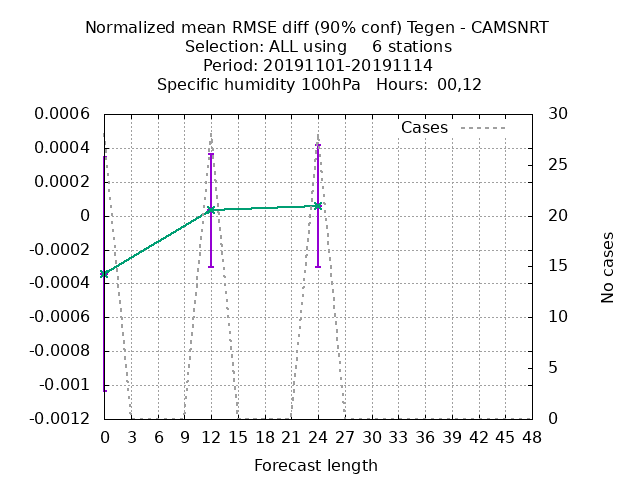 Normalized mean RMSE diff (90% conf) Tegen - CAMSNRT
Selection: ALL using     6 stations
Period: 20191101-20191114
Specific humidity 100hPa   Hours: 00,12
0.0006
0.0004
0.0002
0
-0.0002
-0.0004
-0.0006
-0.0008
-0.001
-0.0012
Cases
30
25
20
15
10
5
0
No cases
0 3 6 9 12 15 18 21 24 27 30 33 36 39 42 45 48
Forecast length